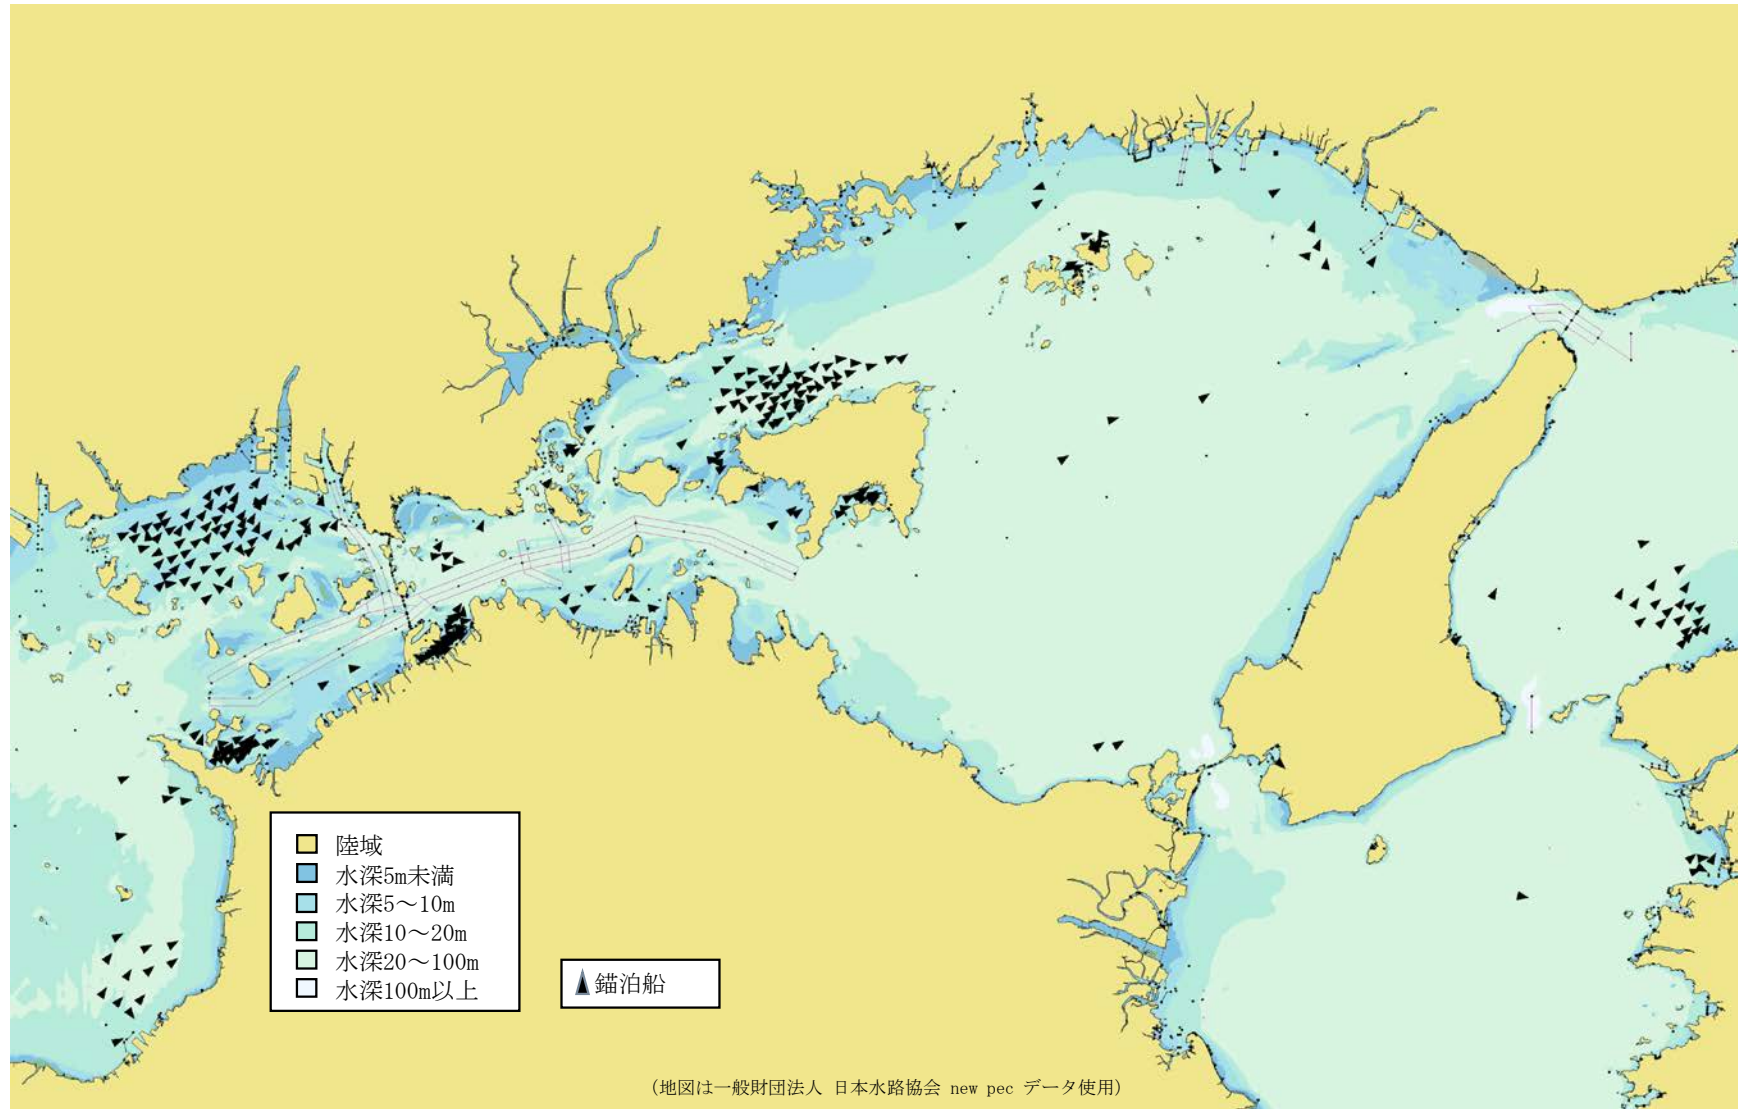 陸域
水深5m未満
水深5～10m
水深10～20m
水深20～100m
水深100m以上
錨泊船
(地図は一般財団法人 日本水路協会 new pec データ使用)